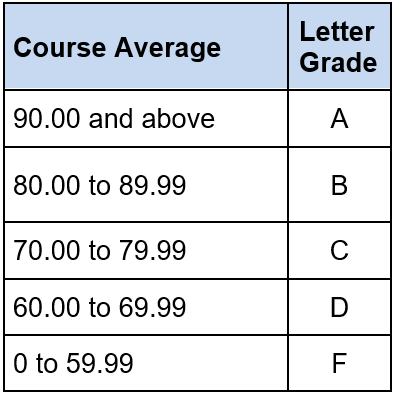 Course Average
Letter
Grade
90.00 and above A
80.00 to 89.99 B
70.00 to 79.99 C
60.00 to 69.99 D
0 to 59.99 F